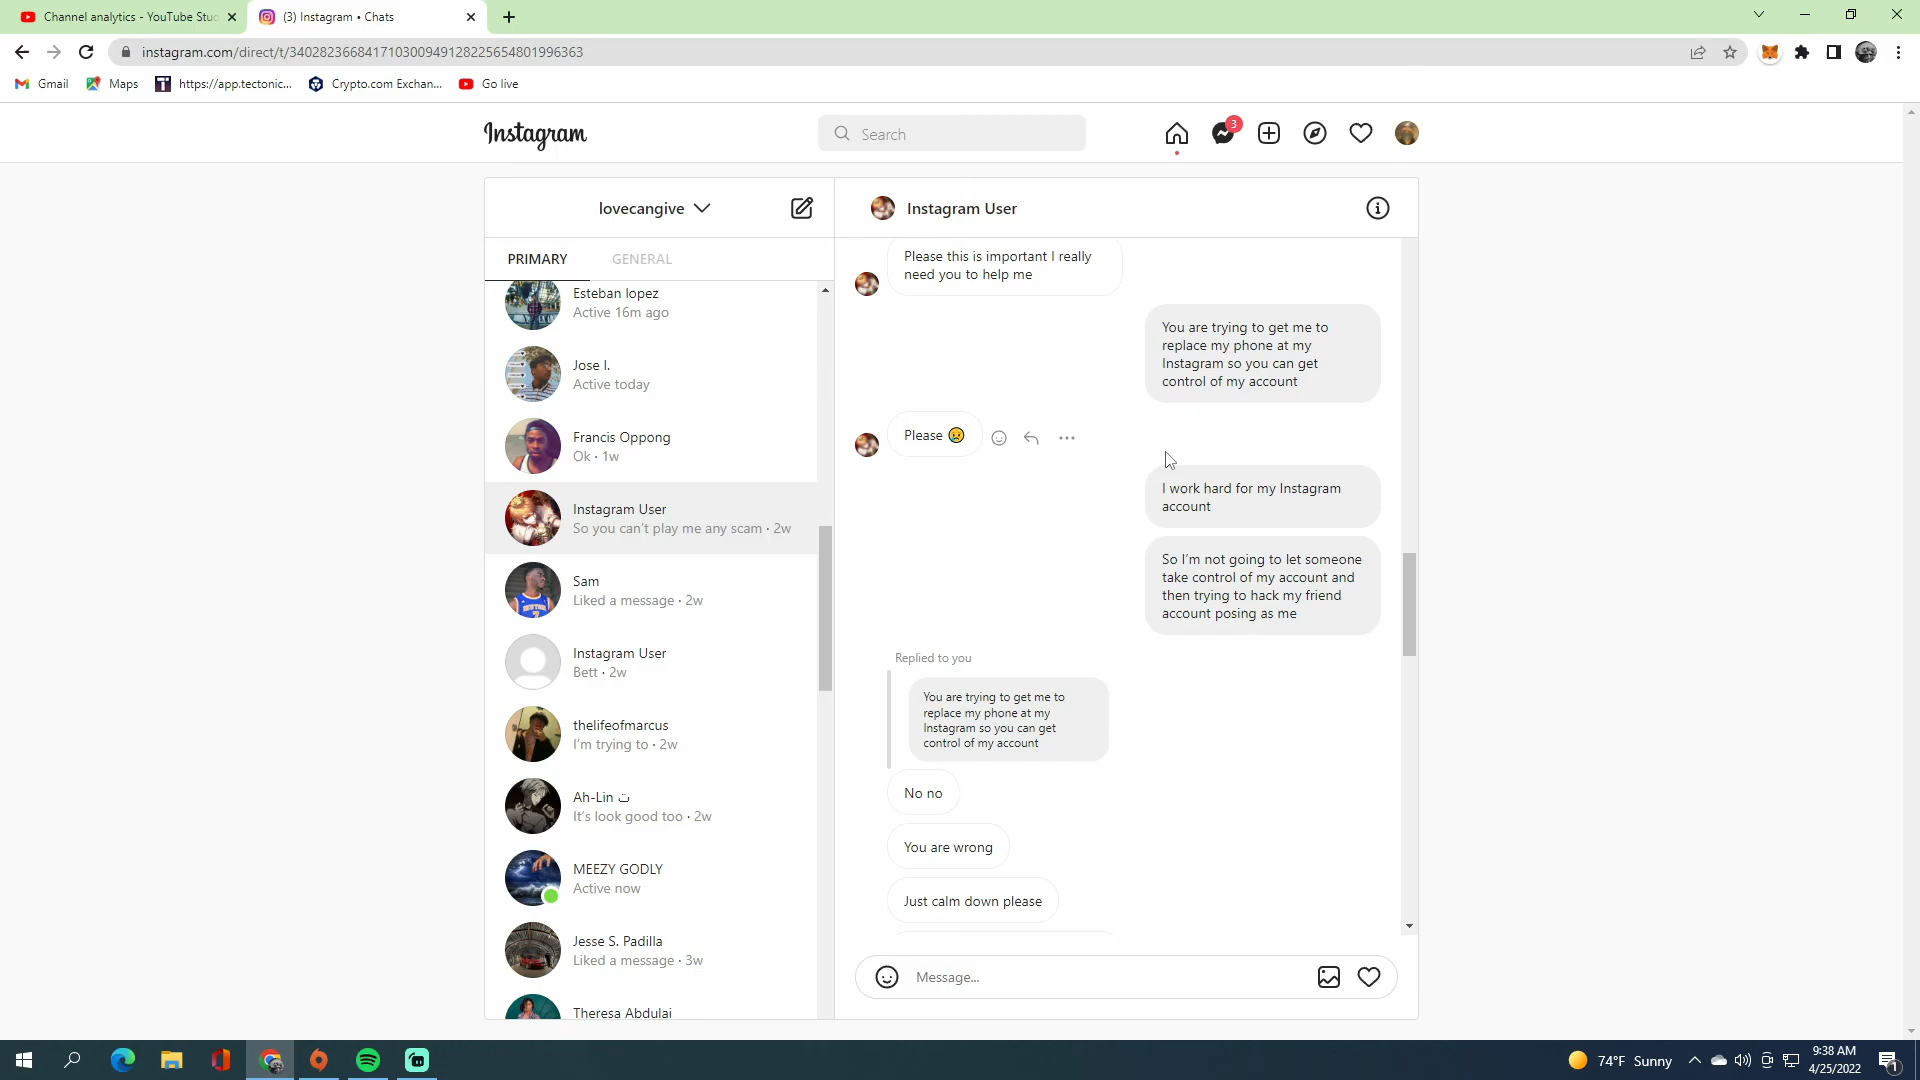 Channel analytics - YouTube Stu
(3) Instagram • Chats
instagram.com/direct/t/340282366841710300949128225654801996363
Gmail
Maps
https://app.tectonic...
Crypto.com Exchan...
Go live
Instagram
Search
3
lovecangive
Instagram User
PRIMARY
GENERAL
Esteban lopez
Active 16m ago
Jose I.
Active today
Francis Oppong
Ok · 1w
Instagram User
So you can't play me any scam · 2w
Sam
Liked a message · 2w
Instagram User
Bett · 2w
thelifeofmarcus
I'm trying to · 2w
Ah-Lin ت
It's look good too · 2w
MEEZY GODLY
Active now
Jesse S. Padilla
Liked a message · 3w
Theresa Abdulai
Please this is important I really
need you to help me
You are trying to get me to
replace my phone at my
Instagram so you can get
control of my account
Please 😢
I work hard for my Instagram
account
So I'm not going to let someone
take control of my account and
then trying to hack my friend
account posing as me
Replied to you
You are trying to get me to
replace my phone at my
Instagram so you can get
control of my account
No no
You are wrong
Just calm down please
Message...
74°F Sunny
9:38 AM
4/25/2022
1